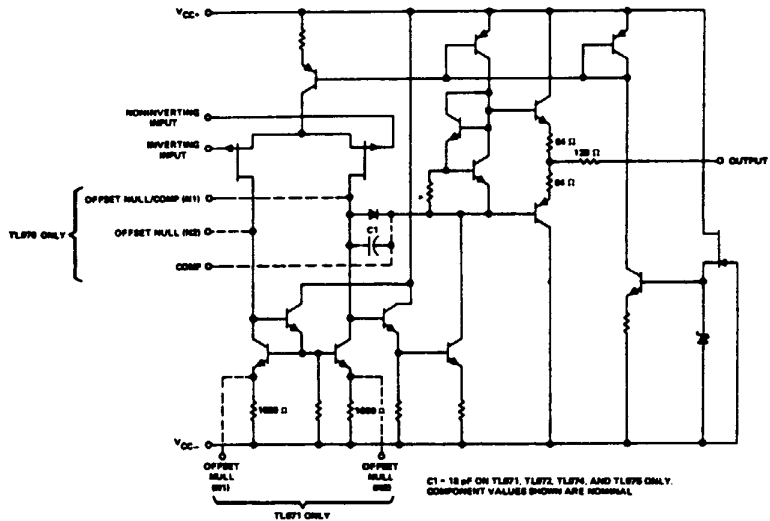 VCC+
NONINVERTING
INPUT
INVERTING
INPUT
OFFSET NULL/COMP (N1)
OFFSET NULL (N2)
COMP
TL070 ONLY
C1
64 Ω
128 Ω
64 Ω
OUTPUT
1080 Ω
1080 Ω
VCC-
OFFSET
NULL
(N1)
OFFSET
NULL
(N2)
TL071 ONLY
C1 = 18 pF ON TL071, TL072, TL074, AND TL075 ONLY.
COMPONENT VALUES SHOWN ARE NOMINAL